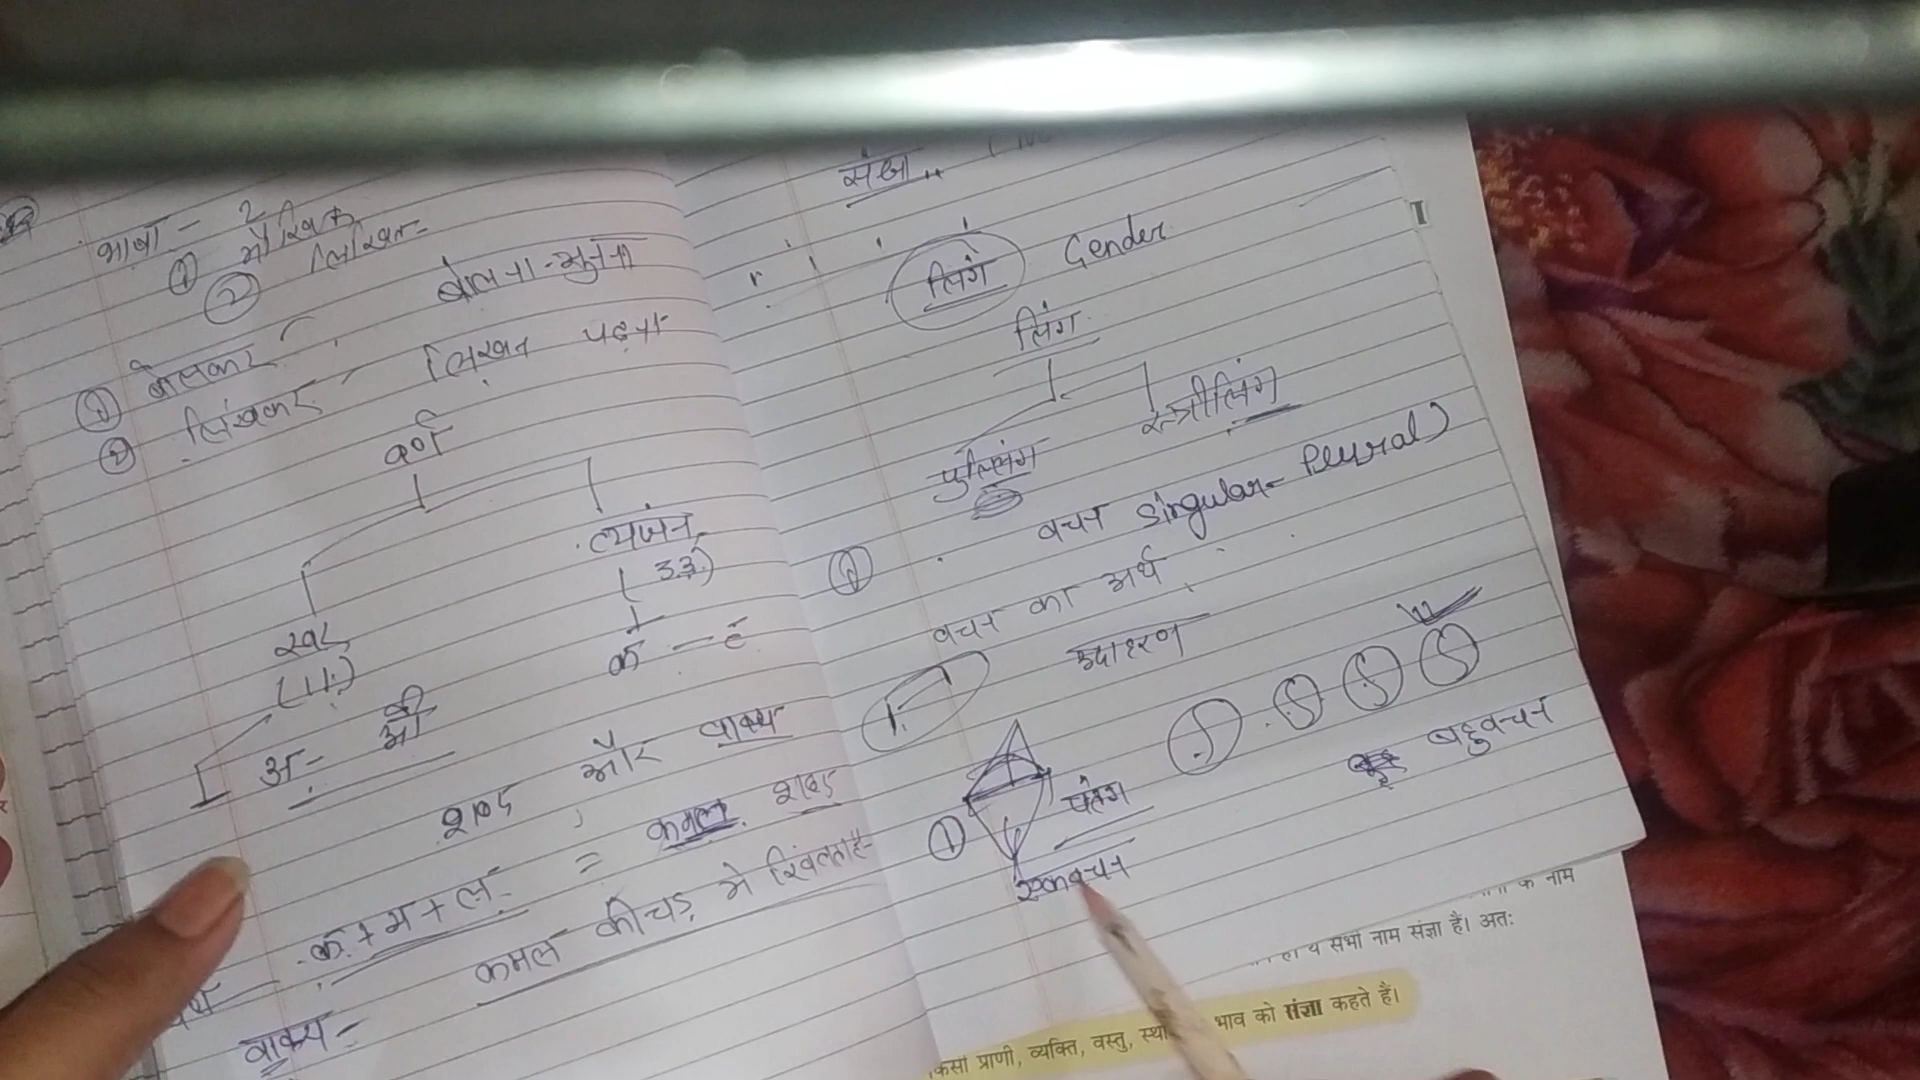 भाषा - 2
① मौखिक
② लिखित -
बोलना - सुनना
① बोलकर
लिखना पढ़ना
② लिखकर
वर्ण
व्यंजन
(33)
स्वर
(11)
क - ह
अ - औ
शब्द और वाक्य
क + म + ल = कमल शब्द
वाक्य - कमल कीचड़ में खिलता है -
संज्ञा
लिंग Gender
लिंग
पुल्लिंग स्त्रीलिंग
वचन Singular - Plural)
①
वचन का अर्थ
उदाहरण
① पतंग
एकवचन
बहुवचन
I
के नाम
सभी नाम संज्ञा हैं। अतः
किसी प्राणी, व्यक्ति, वस्तु, भाव को संज्ञा कहते हैं।